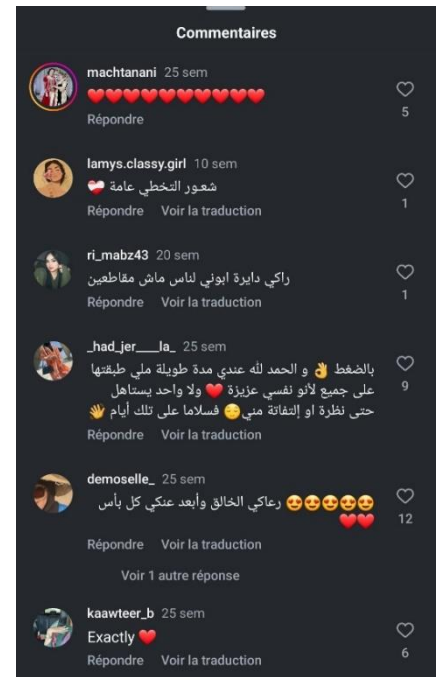 Commentaires
machtanani 25 sem
❤️❤️❤️❤️❤️❤️❤️❤️❤️❤️
5
Répondre
lamys.classy.girl 10 sem
شعور التخطي عامة ❤️‍🩹
1
Répondre Voir la traduction
ri_mabz43 20 sem
راكي دايرة ابوني لناس ماش مقاطعين
1
Répondre Voir la traduction
_had_jer___la_ 25 sem
بالضغط 👌 و الحمد لله عندي مدة طويلة ملي طبقتها
على جميع لأنو نفسي عزيزة ❤️ ولا واحد يستاهل
حتى نظرة او إلتفاتة مني😏 فسلاما على تلك أيام 👋
9
Répondre Voir la traduction
demoselle_ 25 sem
😍😍😍😍😍 رعاكي الخالق وأبعد عنكي كل بأس
❤️❤️
12
Répondre Voir la traduction
Voir 1 autre réponse
kaawteer_b 25 sem
Exactly ❤️
6
Répondre Voir la traduction